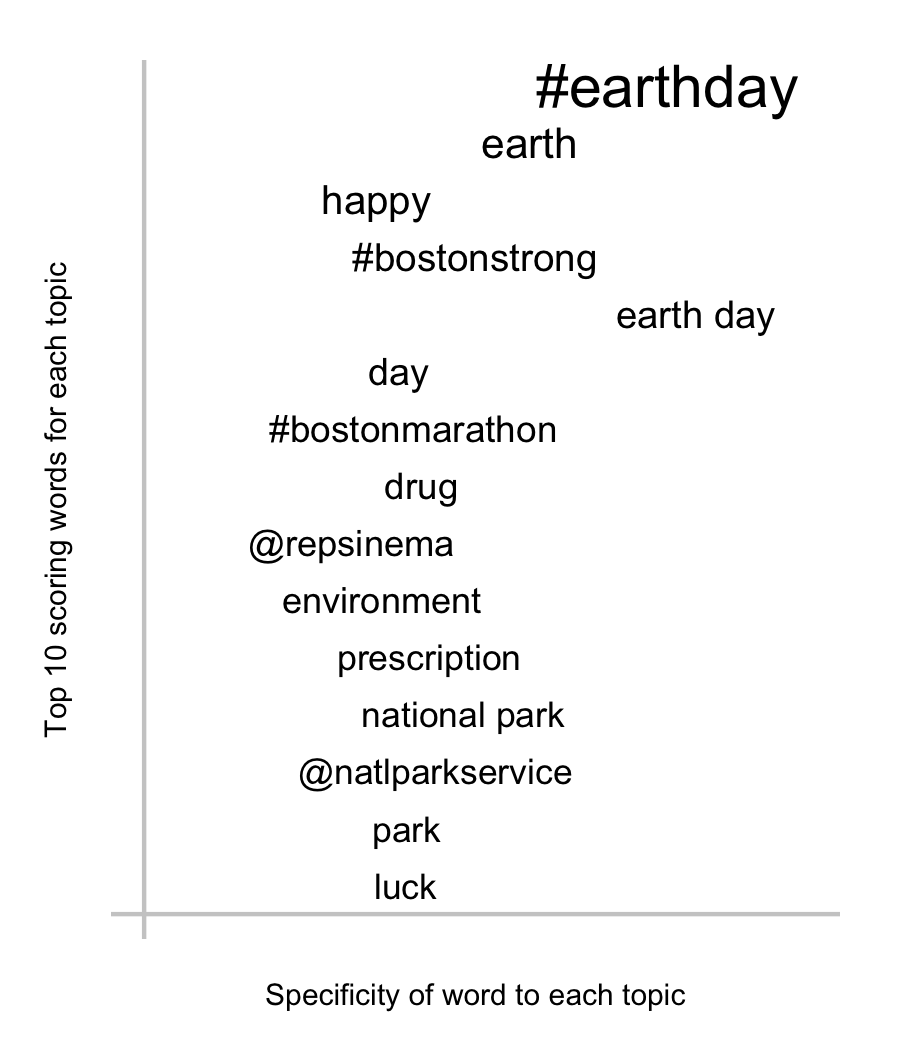 #earthday
earth
happy
#bostonstrong
earth day
day
#bostonmarathon
drug
@repsinema
environment
prescription
national park
@natlparkservice
park
luck
Top 10 scoring words for each topic
Specificity of word to each topic